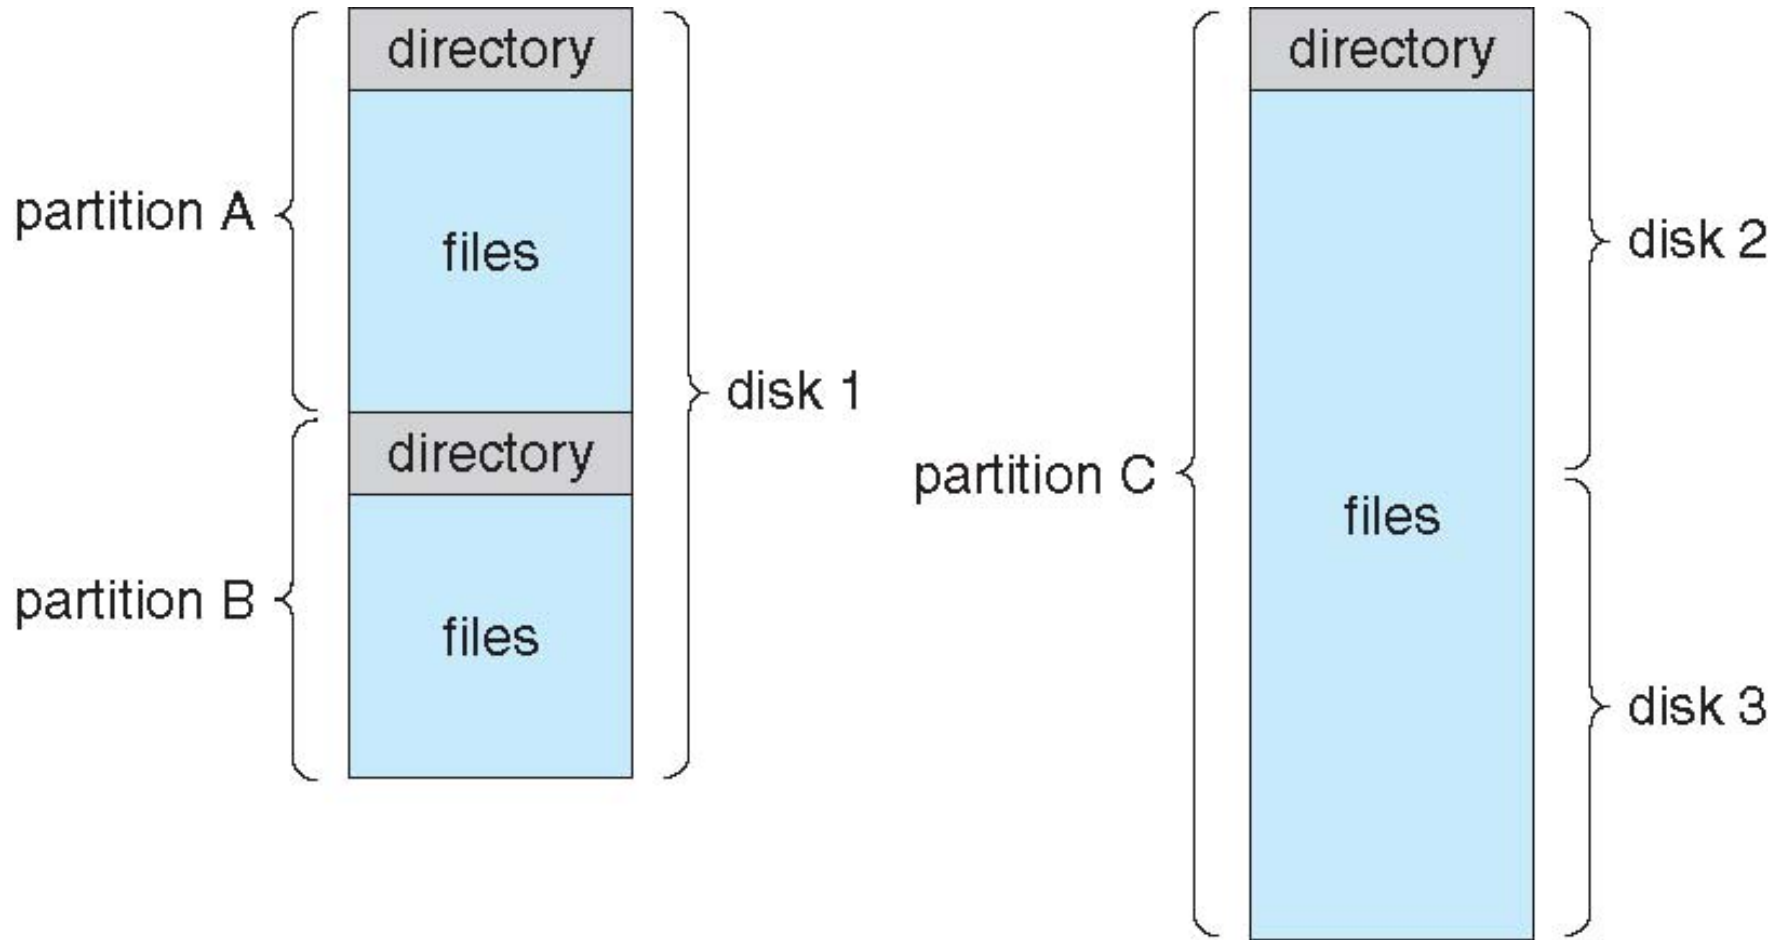 directory
partition A
files
disk 1
directory
partition B
files
directory
disk 2
partition C
files
disk 3